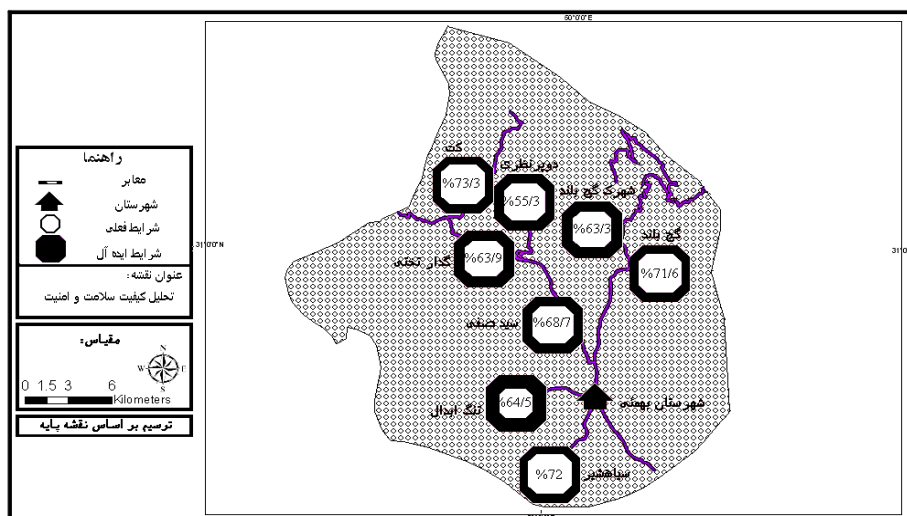 60°0'0"E
راهنما
معابر
شهرستان
شرایط فعلی
شرایط ایده آل
عنوان نقشه:
تحلیل کیفیت سلامت و امنیت
مقیاس:
N
W E
S
0 1.5 3 6
Kilometers
ترسیم بر اساس نقشه پایه
31°0'0"N
31°0
%73/3
دوبر نظری
%55/3
شهرک گچ بلند
%63/3
گچ بلند
%71/6
گدار تختی
%63/9
سید صفی
%68/7
تنگ ابدال
%64/5
شهرستان بهمئی
سیاهشیر
%72